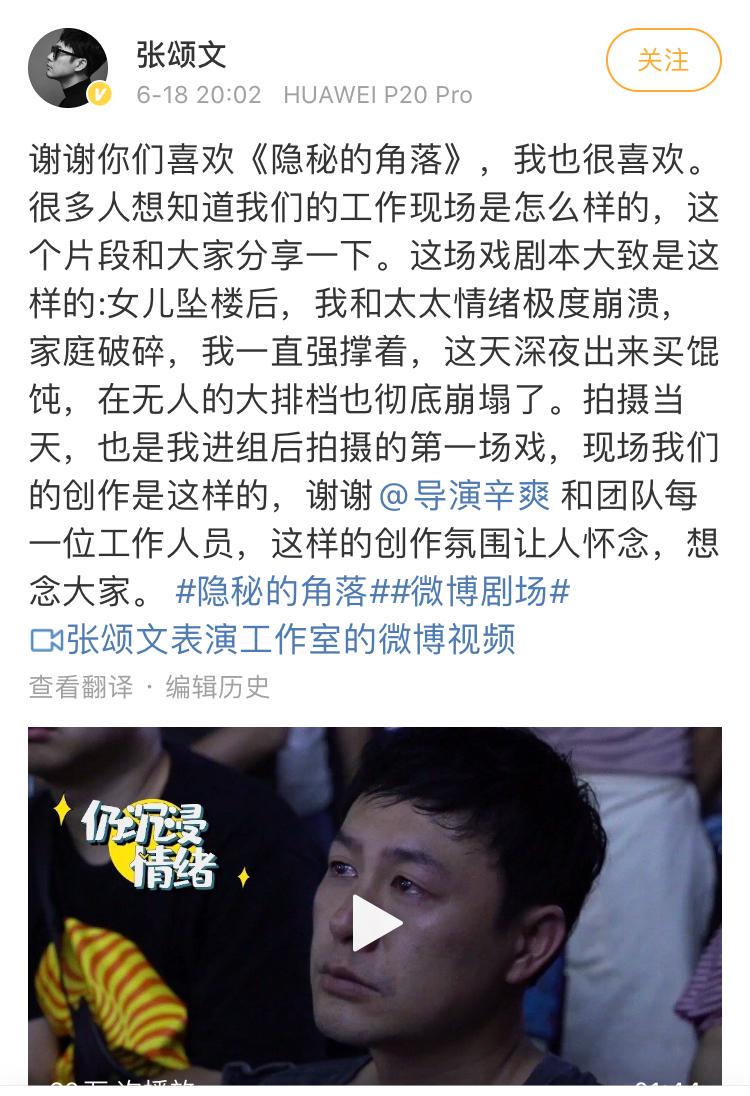 张颂文
关注
6-18 20:02 HUAWEI P20 Pro
谢谢你们喜欢《隐秘的角落》，我也很喜欢。
很多人想知道我们的工作现场是怎么样的，这
个片段和大家分享一下。这场戏剧本大致是这
样的:女儿坠楼后，我和太太情绪极度崩溃，
家庭破碎，我一直强撑着，这天深夜出来买馄
饨，在无人的大排档也彻底崩塌了。拍摄当
天，也是我进组后拍摄的第一场戏，现场我们
的创作是这样的，谢谢@导演辛爽 和团队每
一位工作人员，这样的创作氛围让人怀念，想
念大家。 #隐秘的角落##微博剧场#
张颂文表演工作室的微博视频
查看翻译 · 编辑历史
仍沉浸
情绪